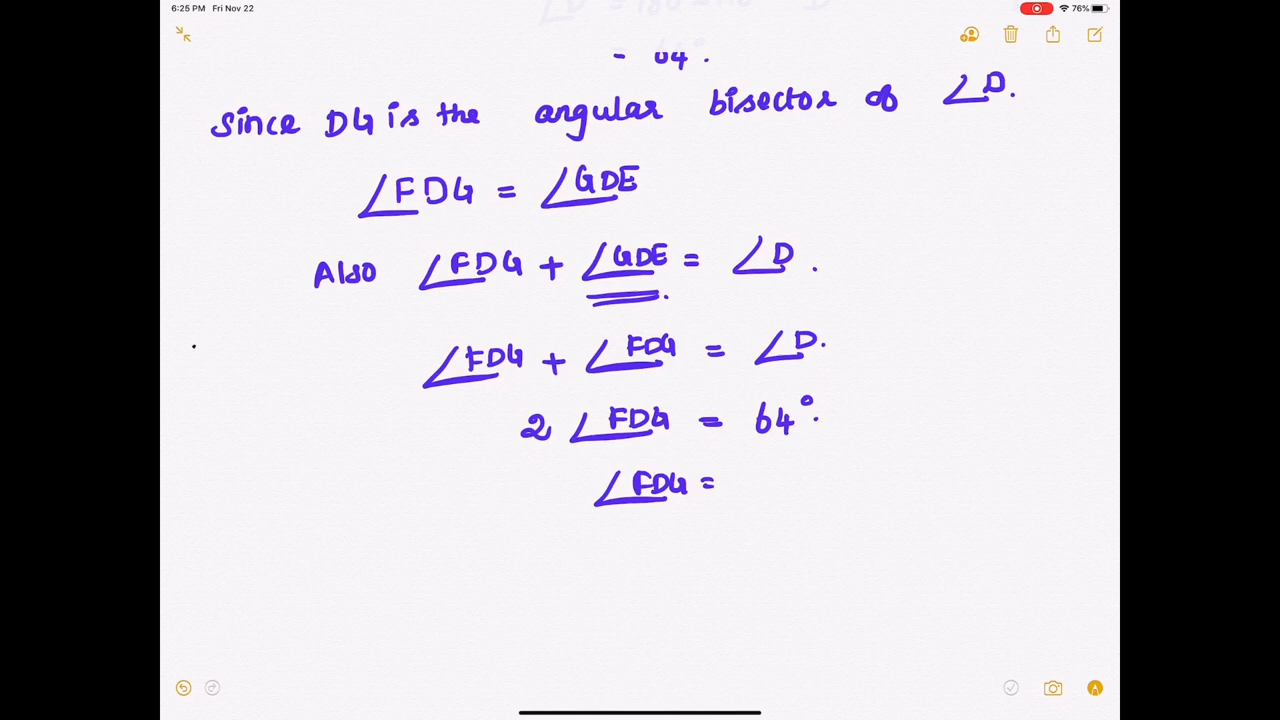 6:25 PM Fri Nov 22
76%
= 64°.
Since DG is the angular bisector of ∠D.
∠FDG = ∠GDE
Also ∠FDG + ∠GDE = ∠D.
∠FDG + ∠FDG = ∠D.
2 ∠FDG = 64°.
∠FDG =